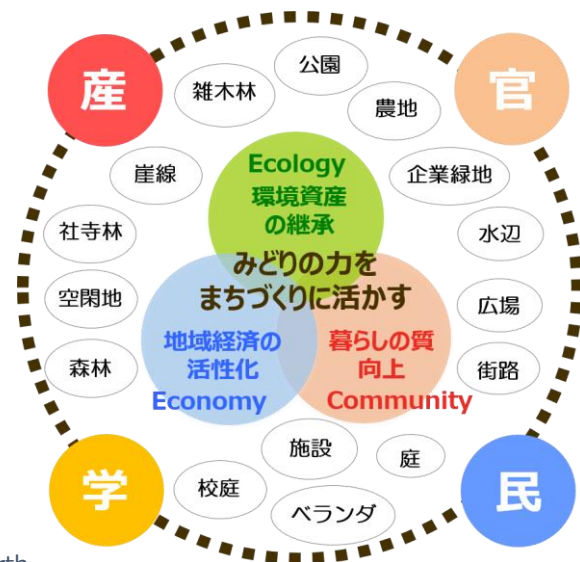 産
官
公園
雑木林
農地
崖線
企業緑地
Ecology
環境資産
の継承
社寺林
水辺
みどりの力を
まちづくりに活かす
空閑地
広場
地域経済の
活性化
Economy
暮らしの質
向上
Community
森林
街路
施設
庭
校庭
ベランダ
学
民